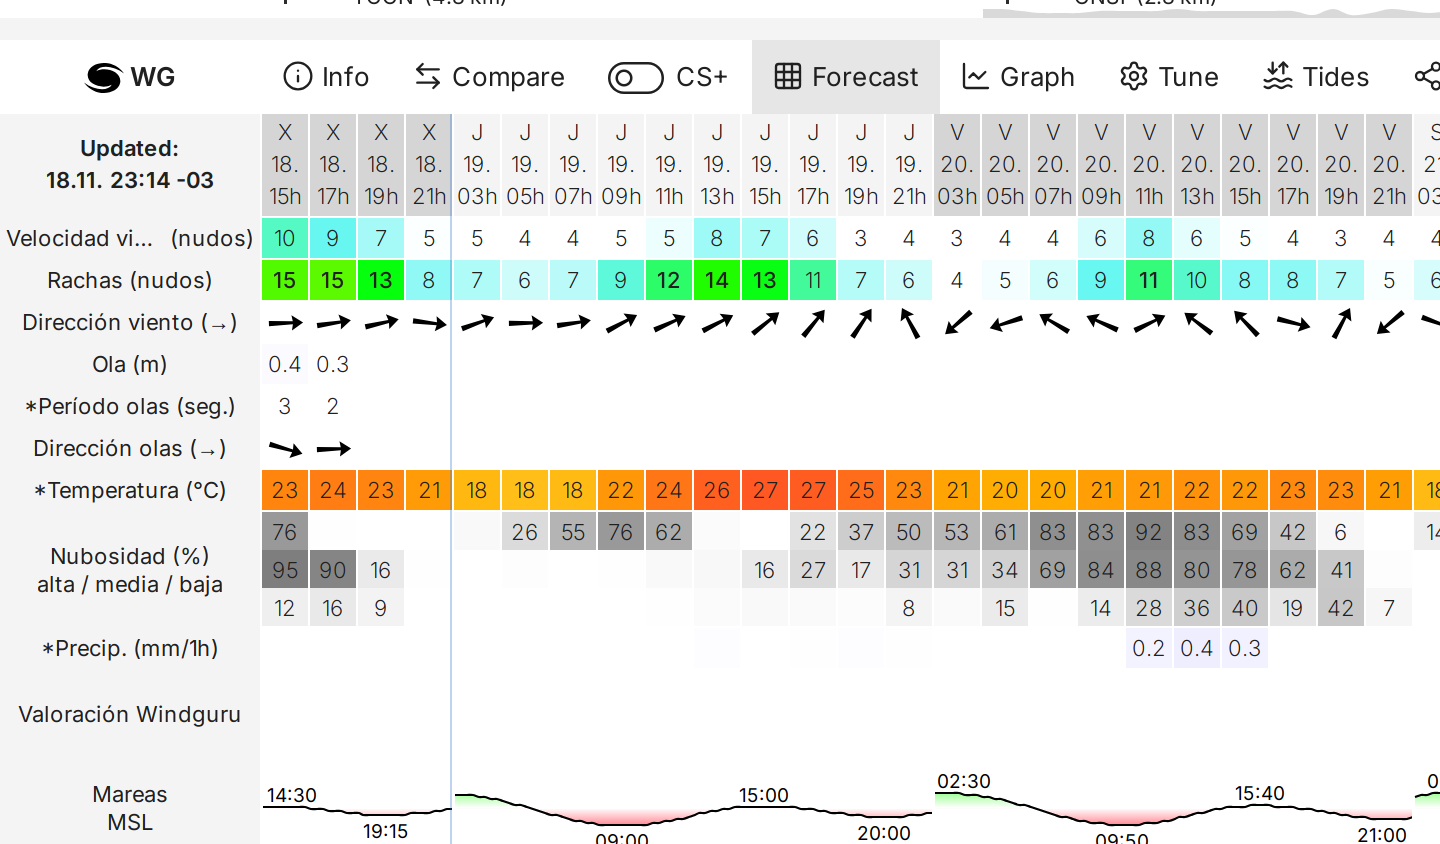 WG Info Compare CS+ Forecast Graph Tune Tides
Updated:
18.11. 23:14 -03
X X X X J J J J J J J J J J V V V V V V V V V V
18. 18. 18. 18. 19. 19. 19. 19. 19. 19. 19. 19. 19. 19. 20. 20. 20. 20. 20. 20. 20. 20. 20. 20.
15h 17h 19h 21h 03h 05h 07h 09h 11h 13h 15h 17h 19h 21h 03h 05h 07h 09h 11h 13h 15h 17h 19h 21h
Velocidad vi... (nudos) 10 9 7 5 5 4 4 5 5 8 7 6 3 4 3 4 4 6 8 6 5 4 3 4 4
Rachas (nudos) 15 15 13 8 7 6 7 9 12 14 13 11 7 6 4 5 6 9 11 10 8 8 7 5 6
Dirección viento (→)
Ola (m) 0.4 0.3
*Período olas (seg.) 3 2
Dirección olas (→)
*Temperatura (°C) 23 24 23 21 18 18 18 22 24 26 27 27 25 23 21 20 20 21 21 22 22 23 23 21 18
76 26 55 76 62 22 37 50 53 61 83 83 92 83 69 42 6 14
Nubosidad (%)
95 90 16 16 27 17 31 31 34 69 84 88 80 78 62 41
alta / media / baja
12 16 9 8 15 14 28 36 40 19 42 7
*Precip. (mm/1h) 0.2 0.4 0.3
Valoración Windguru
Mareas
MSL
14:30 19:15 09:00 15:00 20:00 02:30 09:50 15:40 21:00